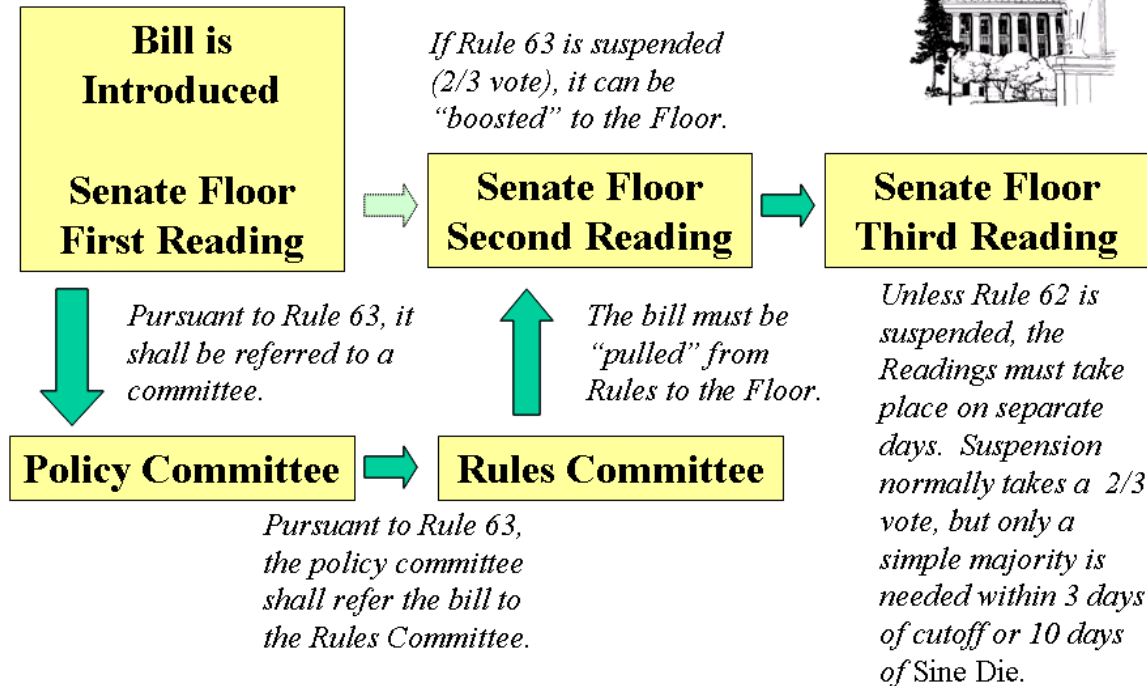 Bill is
Introduced
Senate Floor
First Reading
If Rule 63 is suspended
(2/3 vote), it can be
“boosted” to the Floor.
Senate Floor
Second Reading
Senate Floor
Third Reading
Pursuant to Rule 63, it
shall be referred to a
committee.
The bill must be
“pulled” from
Rules to the Floor.
Policy Committee
Rules Committee
Pursuant to Rule 63,
the policy committee
shall refer the bill to
the Rules Committee.
Unless Rule 62 is
suspended, the
Readings must take
place on separate
days. Suspension
normally takes a 2/3
vote, but only a
simple majority is
needed within 3 days
of cutoff or 10 days
of Sine Die.